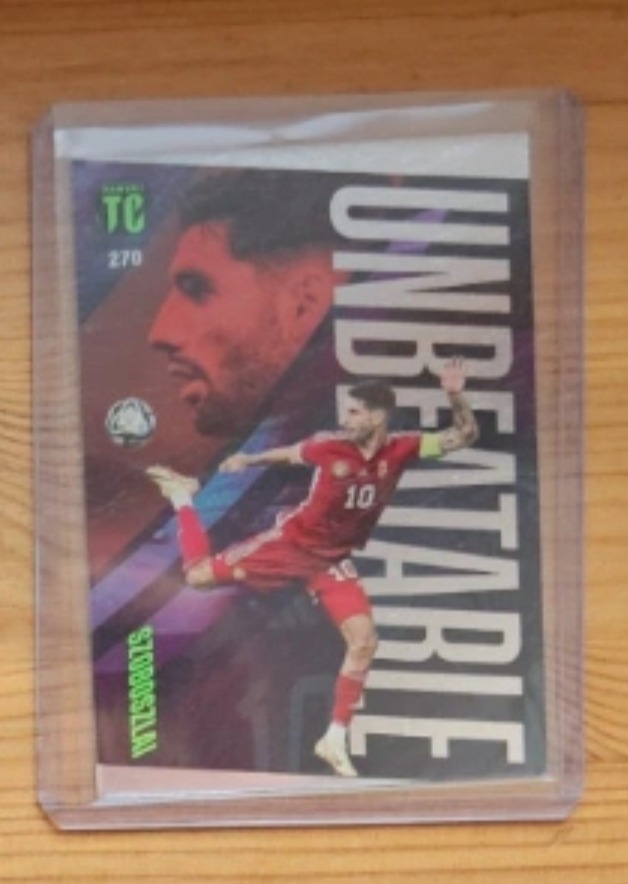 PANINI
TC
270
UNBEATABLE
10
10
SZOBOSZLAI